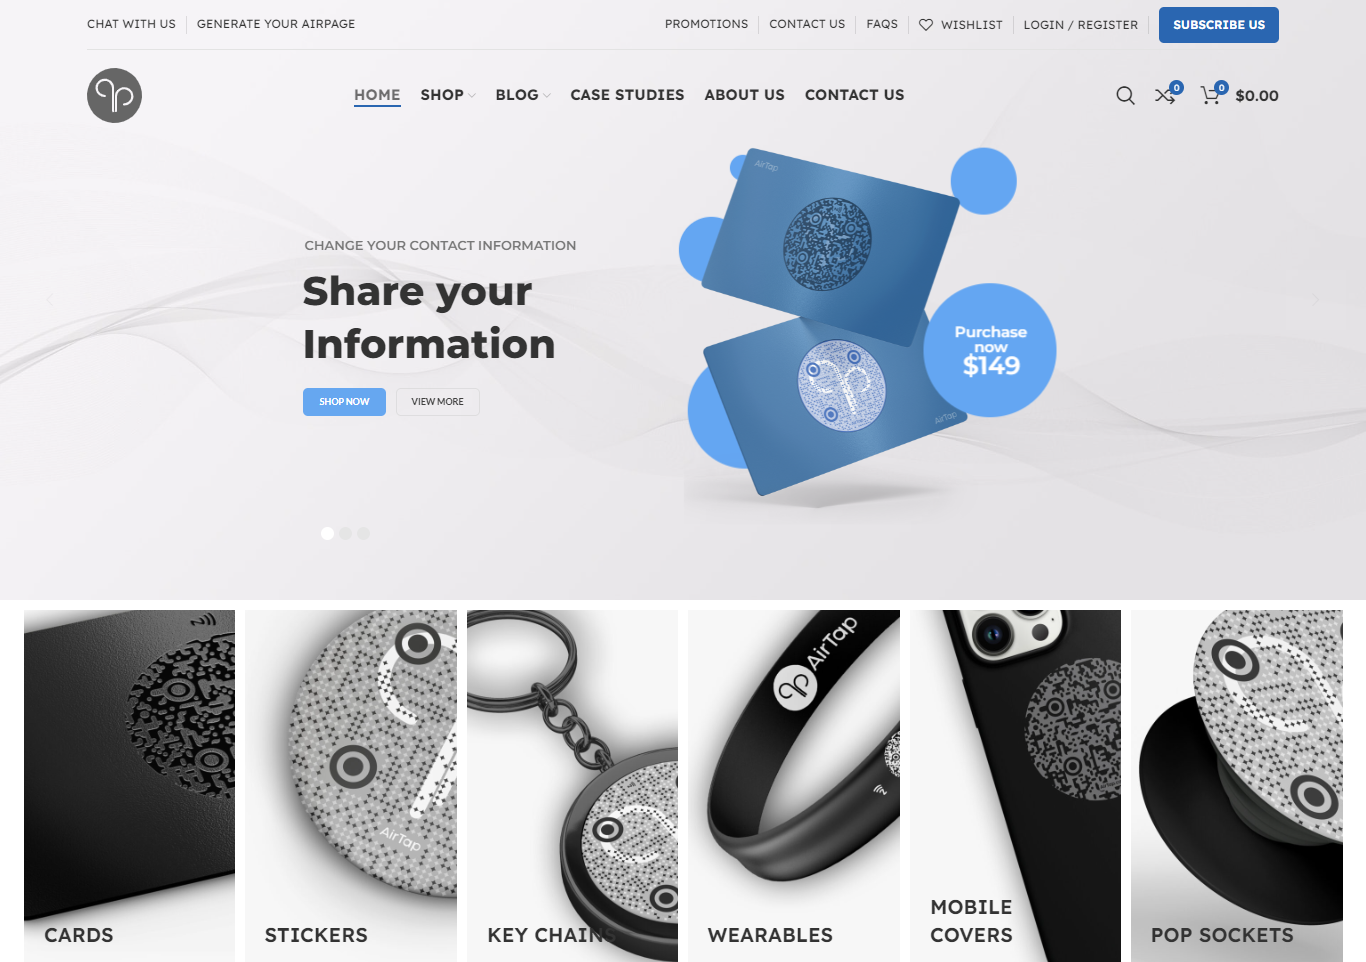 CHAT WITH US
GENERATE YOUR AIRPAGE
PROMOTIONS
CONTACT US
FAQS
WISHLIST
LOGIN / REGISTER
SUBSCRIBE US
HOME
SHOP
BLOG
CASE STUDIES
ABOUT US
CONTACT US
0
0
$0.00
AirTap
CHANGE YOUR CONTACT INFORMATION
Share your
Information
SHOP NOW
VIEW MORE
Purchase
now
$149
AirTap
AirTap
AirTap
CARDS
STICKERS
KEY CHAINS
WEARABLES
MOBILE
COVERS
POP SOCKETS